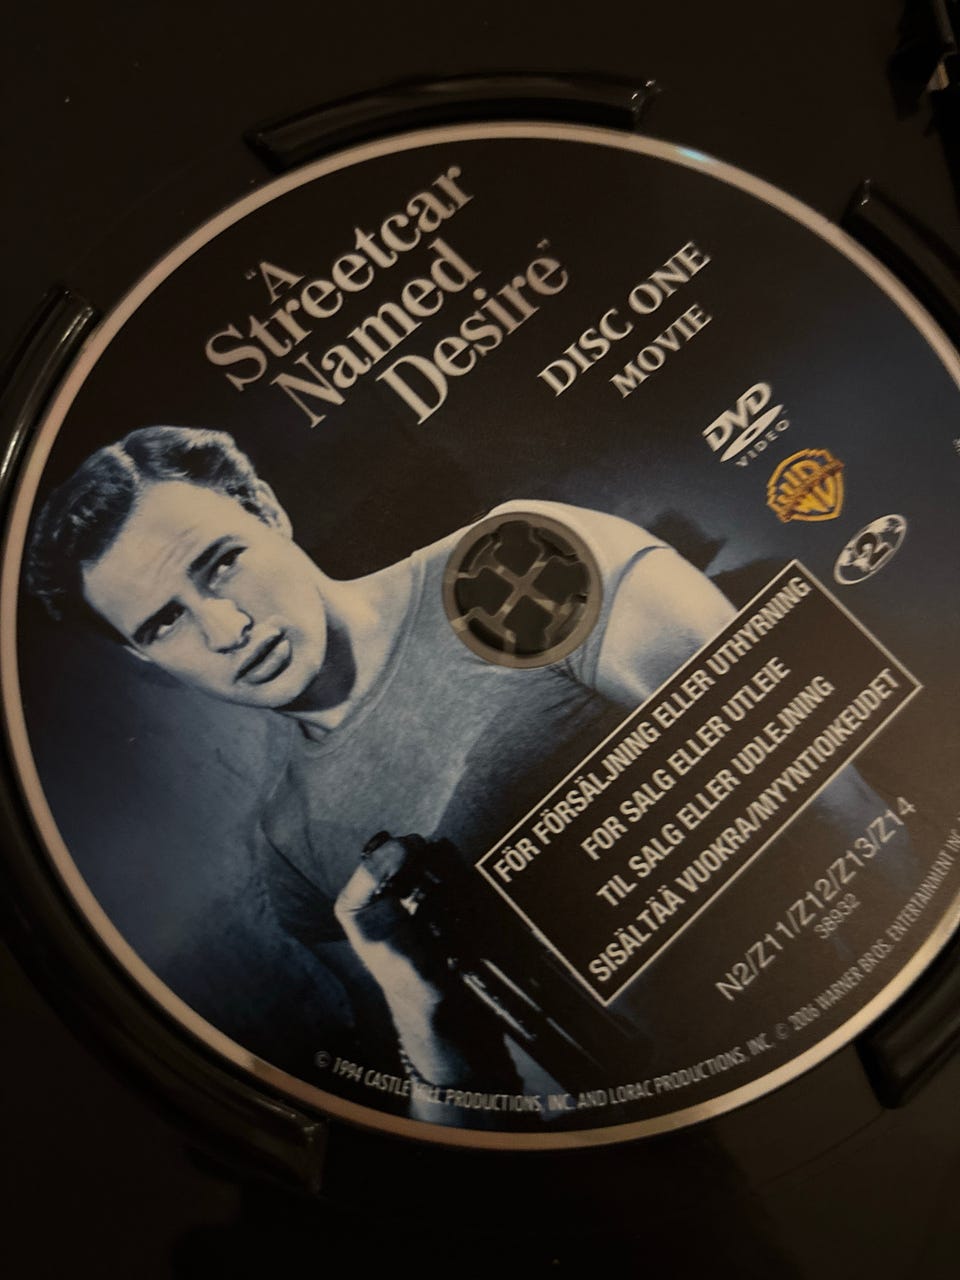 "A
Streetcar
Named
Desire"
DISC ONE
MOVIE
DVD
VIDEO
WB
2
FÖR FÖRSÄLJNING ELLER UTHYRNING
FOR SALG ELLER UTLEIE
TIL SALG ELLER UDLEJNING
SISÄLTÄÄ VUOKRA/MYYNTIOIKEUDET
N2/Z11/Z12/Z13/Z14
38932
© 1994 CASTLE HILL PRODUCTIONS, INC. AND LORAC PRODUCTIONS, INC. © 2006 WARNER BROS. ENTERTAINMENT INC.